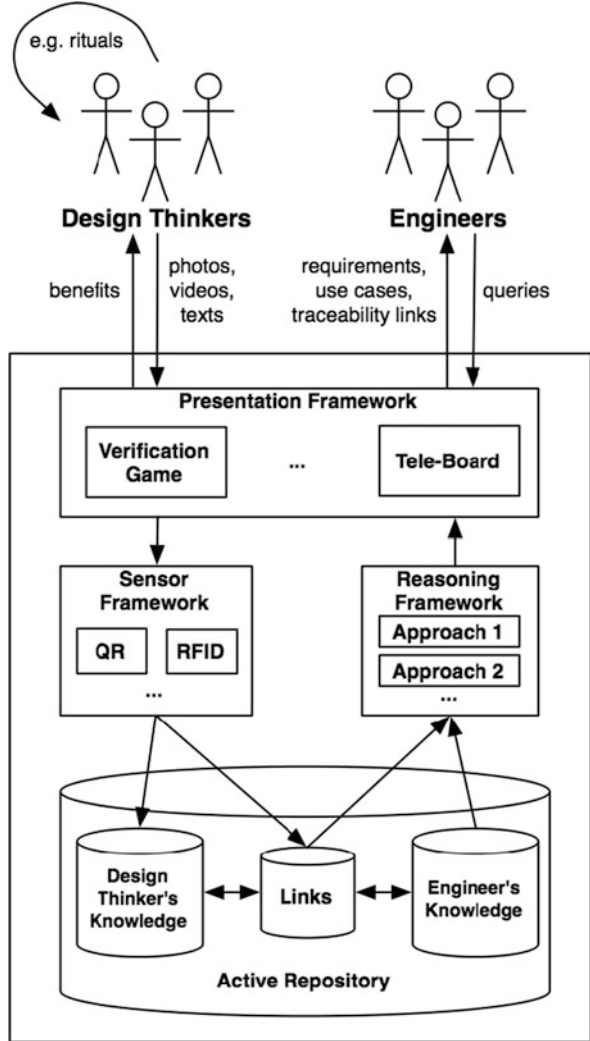 e.g. rituals
Design Thinkers
Engineers
benefits
photos,
videos,
texts
requirements,
use cases,
traceability links
queries
Presentation Framework
Verification
Game
...
Tele-Board
Sensor
Framework
QR
RFID
...
Reasoning
Framework
Approach 1
Approach 2
...
Design
Thinker's
Knowledge
Links
Engineer's
Knowledge
Active Repository